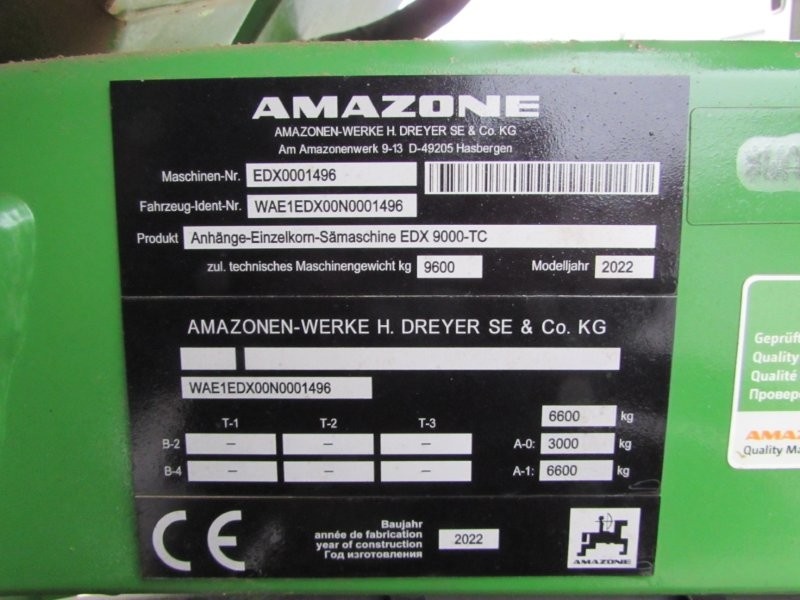 AMAZONE
AMAZONEN-WERKE H. DREYER SE & Co. KG
Am Amazonenwerk 9-13 D-49205 Hasbergen
Maschinen-Nr. EDX0001496
Fahrzeug-Ident-Nr. WAE1EDX00N0001496
Produkt Anhänge-Einzelkorn-Sämaschine EDX 9000-TC
zul. technisches Maschinengewicht kg 9600 Modelljahr 2022
AMAZONEN-WERKE H. DREYER SE & Co. KG
WAE1EDX00N0001496
6600 kg
T-1 T-2 T-3
B-2 – – – A-0: 3000 kg
B-4 – – – A-1: 6600 kg
CE
Baujahr
année de fabrication
year of construction
Год изготовления
2022
AMAZONE
Geprüft
Quality
Qualité
AMAZ
Quality